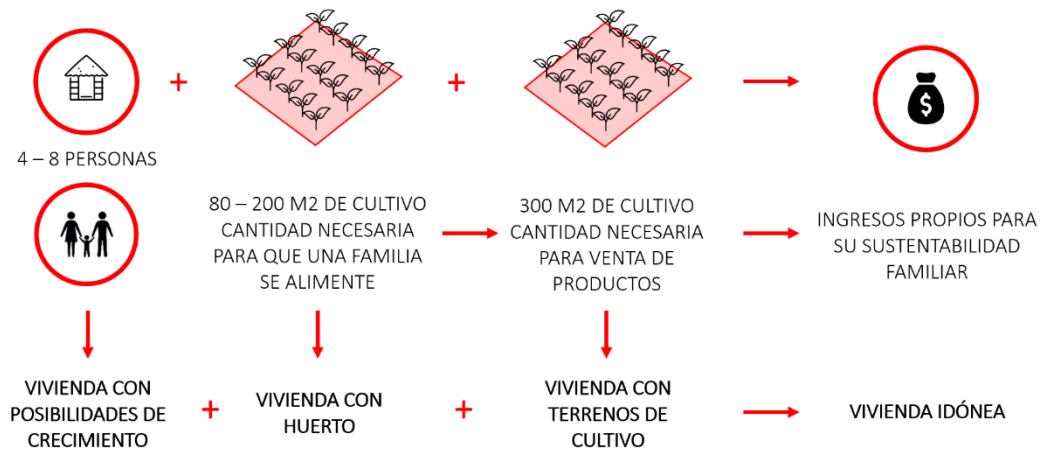 4 – 8 PERSONAS
80 – 200 M2 DE CULTIVO
CANTIDAD NECESARIA
PARA QUE UNA FAMILIA
SE ALIMENTE
300 M2 DE CULTIVO
CANTIDAD NECESARIA
PARA VENTA DE
PRODUCTOS
INGRESOS PROPIOS PARA
SU SUSTENTABILIDAD
FAMILIAR
VIVIENDA CON
POSIBILIDADES DE
CRECIMIENTO
VIVIENDA CON
HUERTO
VIVIENDA CON
TERRENOS DE
CULTIVO
VIVIENDA IDÓNEA